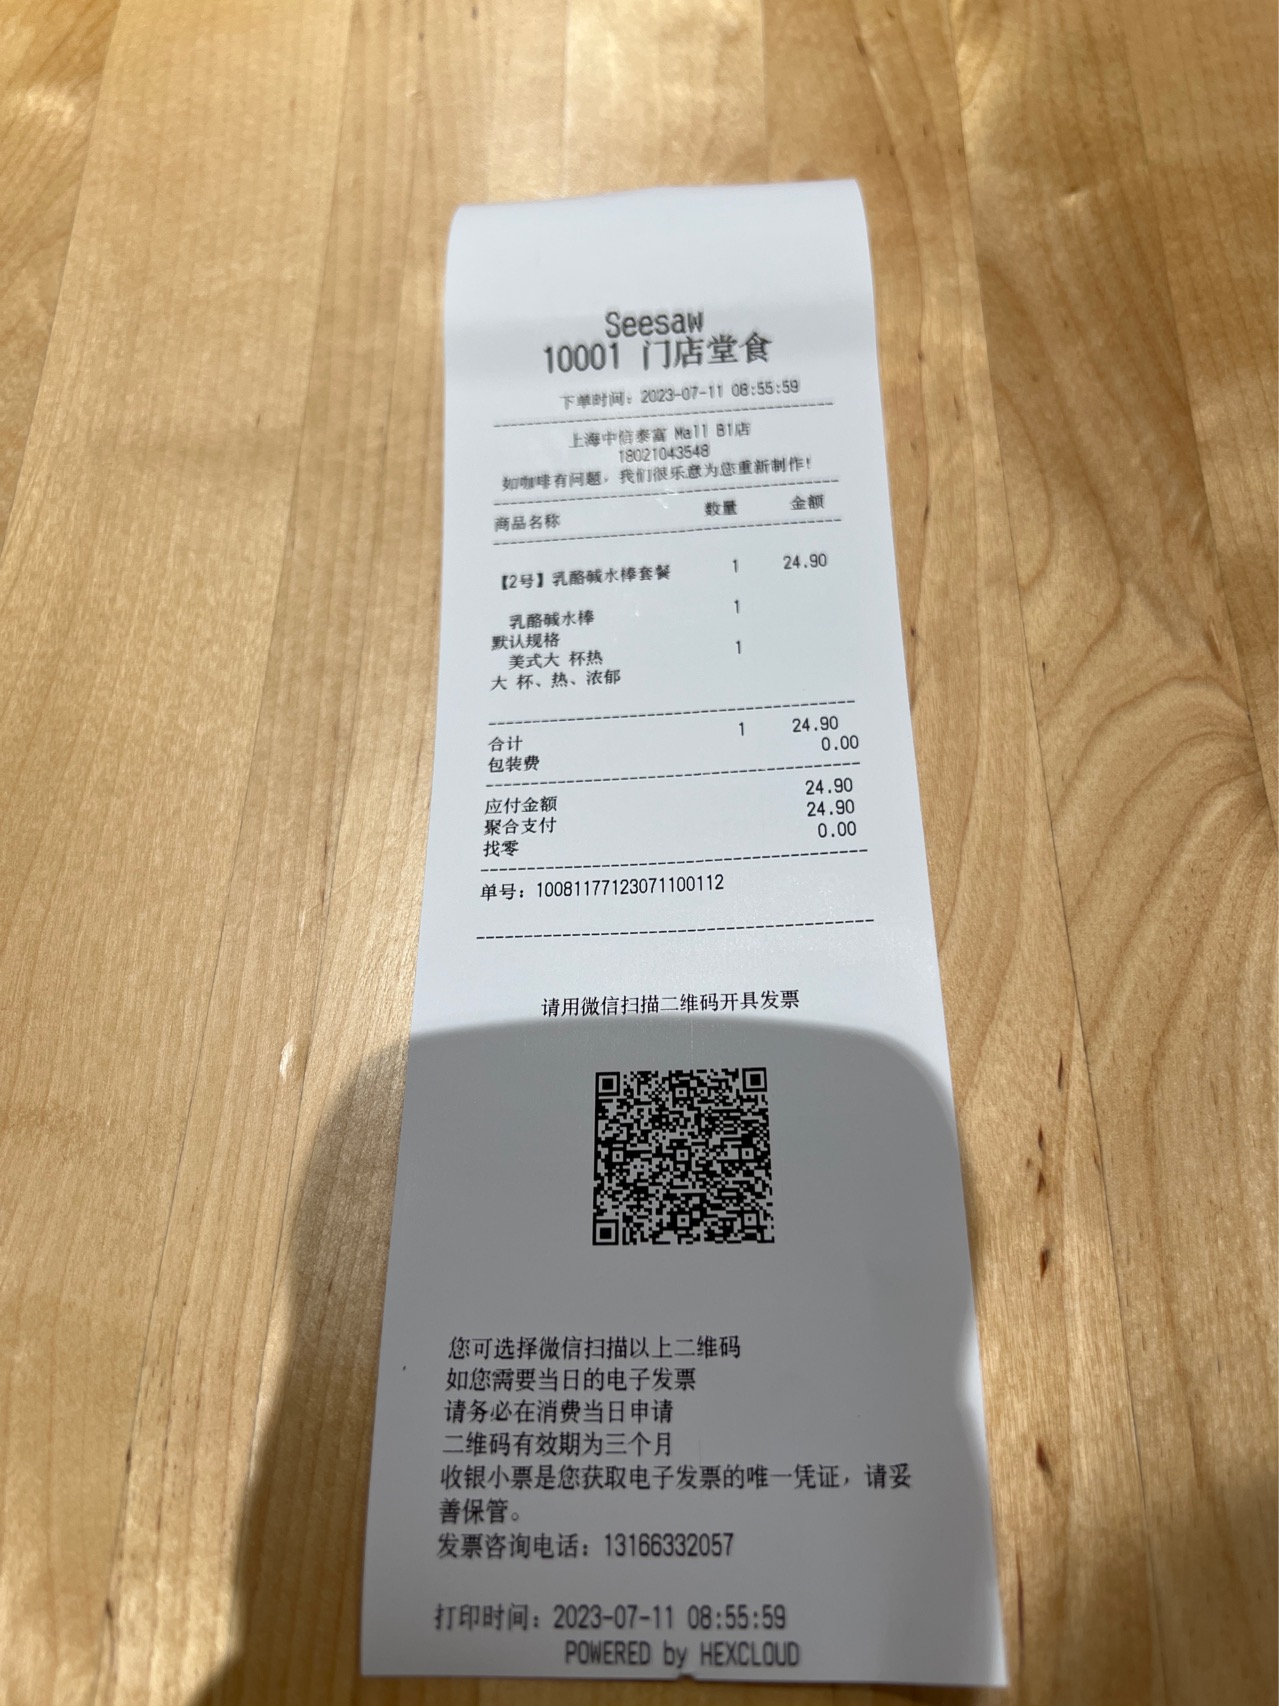 Seesaw
10001 门店堂食
下单时间：2023-07-11 08:55:59
上海中信泰富 Mall B1店
18021043548
如咖啡有问题，我们很乐意为您重新制作！
商品名称 数量 金额
【2号】乳酪碱水棒套餐 1 24.90
乳酪碱水棒 1
默认规格
美式大 杯热 1
大 杯、热、浓郁
合计 1 24.90
包装费 0.00
应付金额 24.90
聚合支付 24.90
找零 0.00
单号：10081177123071100112
请用微信扫描二维码开具发票
您可选择微信扫描以上二维码
如您需要当日的电子发票
请务必在消费当日申请
二维码有效期为三个月
收银小票是您获取电子发票的唯一凭证，请妥
善保管。
发票咨询电话：13166332057
打印时间：2023-07-11 08:55:59
POWERED by HEXCLOUD